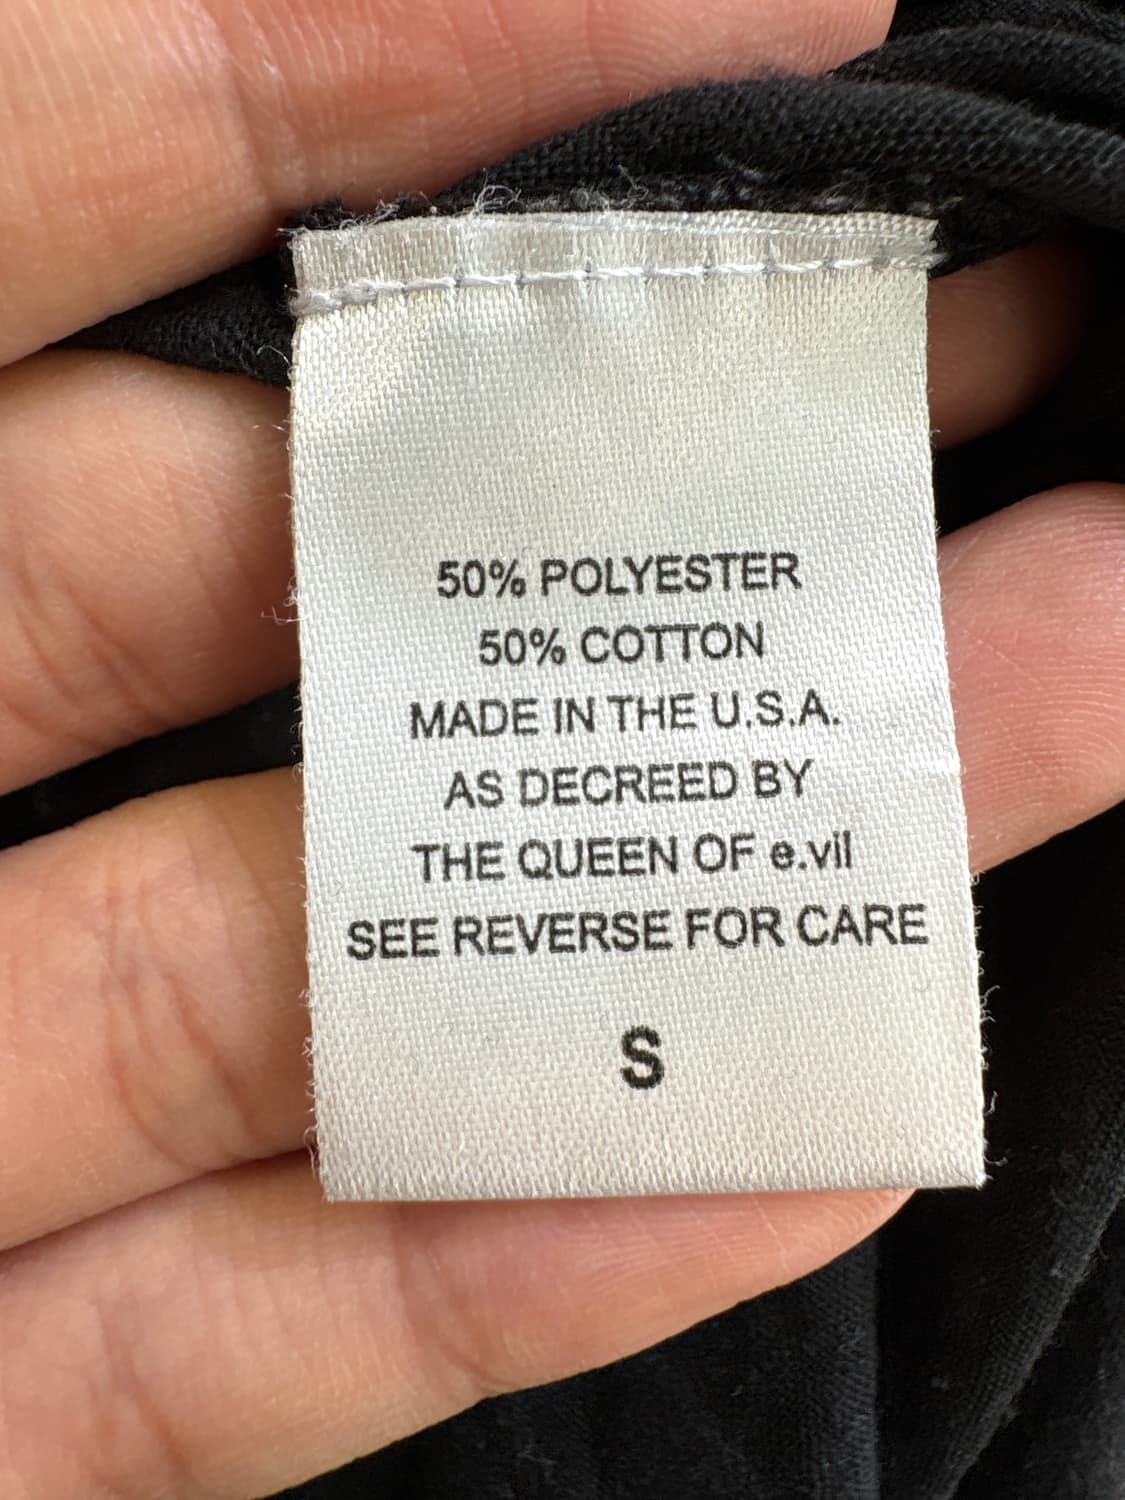 50% POLYESTER
50% COTTON
MADE IN THE U.S.A.
AS DECREED BY
THE QUEEN OF e.vil
SEE REVERSE FOR CARE
S